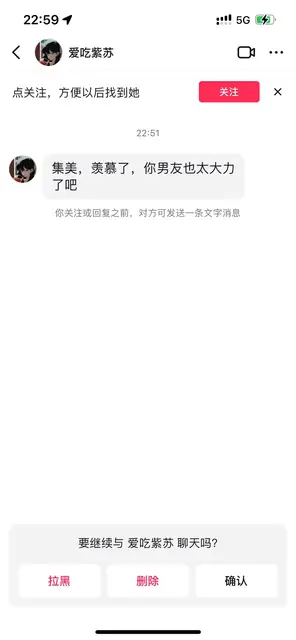 22:59
5G
爱吃紫苏
点关注，方便以后找到她
关注
22:51
集美，羡慕了，你男友也太大力
了吧
你关注或回复之前，对方可发送一条文字消息
要继续与 爱吃紫苏 聊天吗？
拉黑
删除
确认